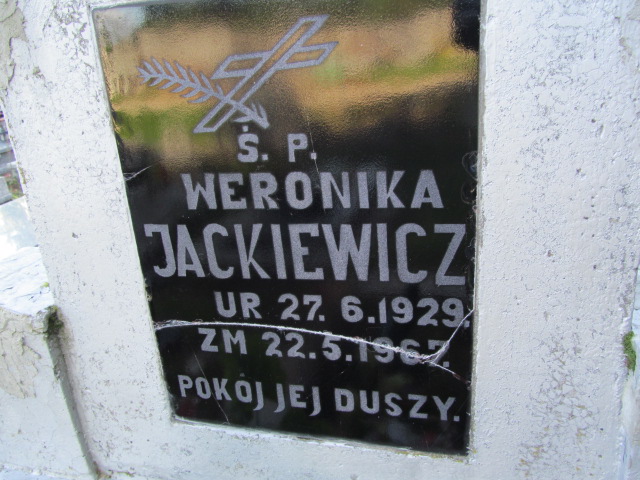 Ś. P.
WERONIKA
JACKIEWICZ
UR 27. 6. 1929.
ZM 22. 5. 1967.
POKÓJ JEJ DUSZY.